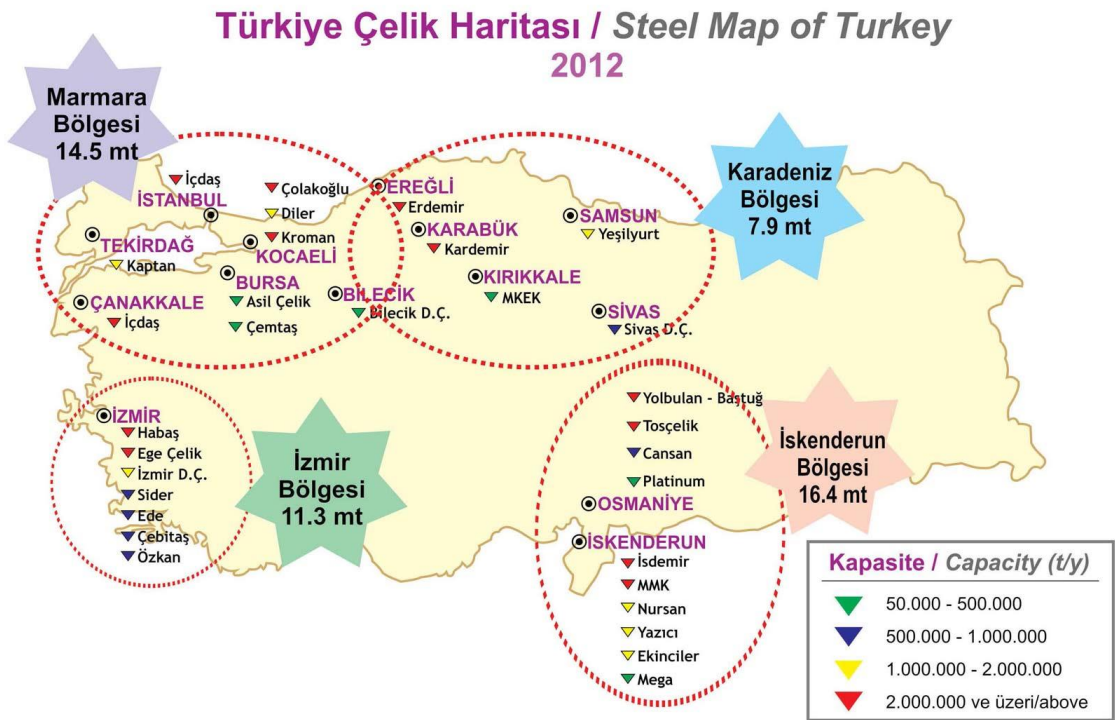 Türkiye Çelik Haritası / Steel Map of Turkey
2012
Marmara
Bölgesi
14.5 mt
Karadeniz
Bölgesi
7.9 mt
İçdaş
İSTANBUL
Çolakoğlu
Diler
Kroman
KOCAELİ
TEKİRDAĞ
Kaptan
BURSA
Asil Çelik
Çemtaş
ÇANAKKALE
İçdaş
BİLECİK
Bilecik D.Ç.
EREĞLİ
Erdemir
KARABÜK
Kardemir
SAMSUN
Yeşilyurt
KIRIKKALE
MKEK
SİVAS
Sivas D.Ç.
İZMİR
Habaş
Ege Çelik
İzmir D.Ç.
Sider
Ede
Çebitaş
Özkan
İzmir
Bölgesi
11.3 mt
Yolbulan - Baştuğ
Tosçelik
Cansan
Platinum
OSMANİYE
İSKENDERUN
İsdemir
MMK
Nursan
Yazıcı
Ekinciler
Mega
İskenderun
Bölgesi
16.4 mt
Kapasite / Capacity (t/y)
50.000 - 500.000
500.000 - 1.000.000
1.000.000 - 2.000.000
2.000.000 ve üzeri/above